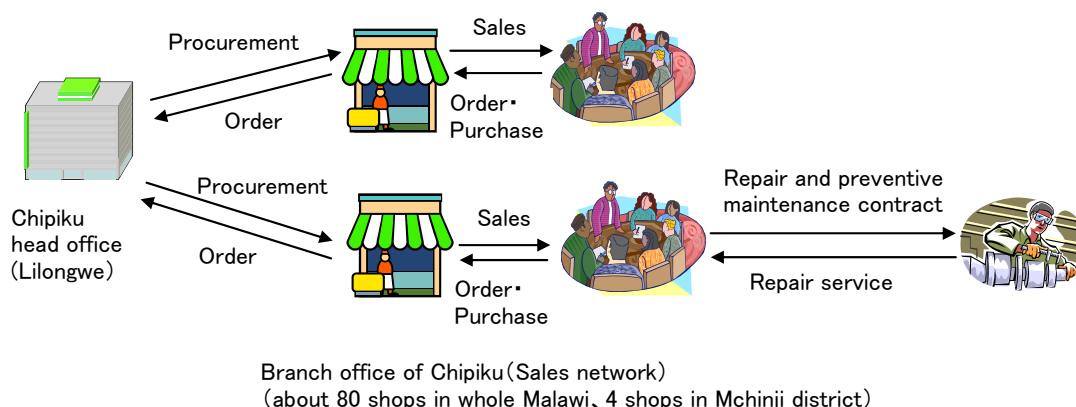 Procurement
Order
Sales
Order・
Purchase
Chipiku
head office
(Lilongwe)
Procurement
Order
Sales
Order・
Purchase
Repair and preventive
maintenance contract
Repair service
Branch office of Chipiku(Sales network)
(about 80 shops in whole Malawi、4 shops in Mchinii district)